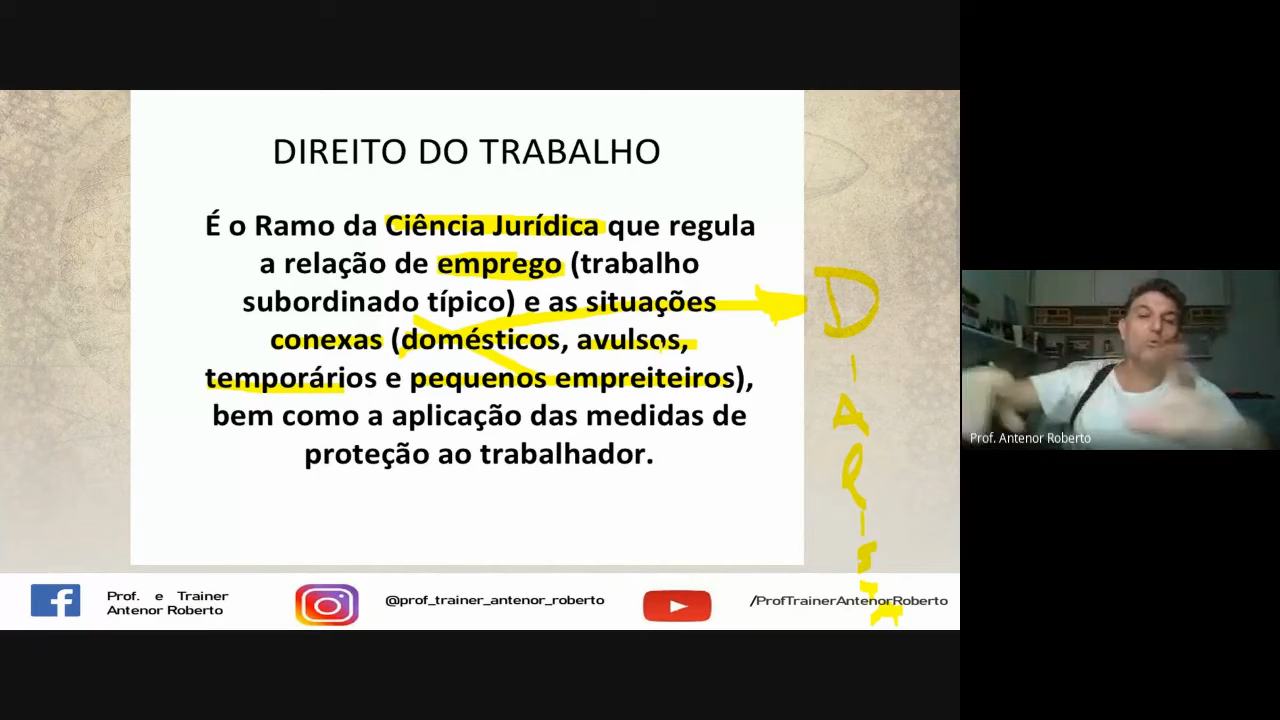 DIREITO DO TRABALHO
É o Ramo da Ciência Jurídica que regula
a relação de emprego (trabalho
subordinado típico) e as situações
conexas (domésticos, avulsos,
temporários e pequenos empreiteiros),
bem como a aplicação das medidas de
proteção ao trabalhador.
DIARISTA
Prof. Antenor Roberto
Prof. e Trainer
Antenor Roberto
@prof_trainer_antenor_roberto
/ProfTrainerAntenorRoberto